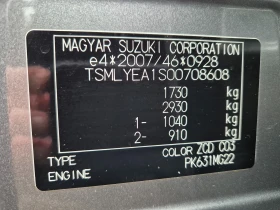 MAGYAR SUZUKI CORPORATION
e4*2007/46*0928
TSMLYEA1S00708608
1730 kg
2930 kg
1- 1040 kg
2- 910 kg
COLOR ZCD C03
TYPE PK631MG22
ENGINE